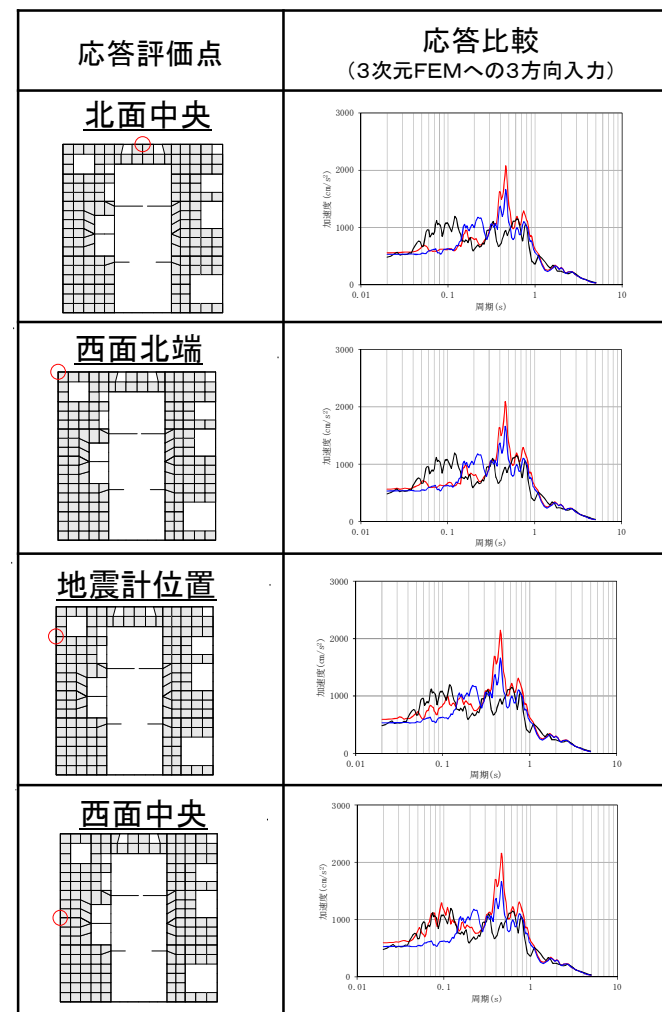 応答評価点
応答比較
(3次元FEMへの3方向入力)
北面中央
3000
2000
1000
0
加速度(cm/s²)
0.01
0.1
1
10
周期(s)
西面北端
3000
2000
1000
0
加速度(cm/s²)
0.01
0.1
1
10
周期(s)
地震計位置
3000
2000
1000
0
加速度(cm/s²)
0.01
0.1
1
10
周期(s)
西面中央
3000
2000
1000
0
加速度(cm/s²)
0.01
0.1
1
10
周期(s)